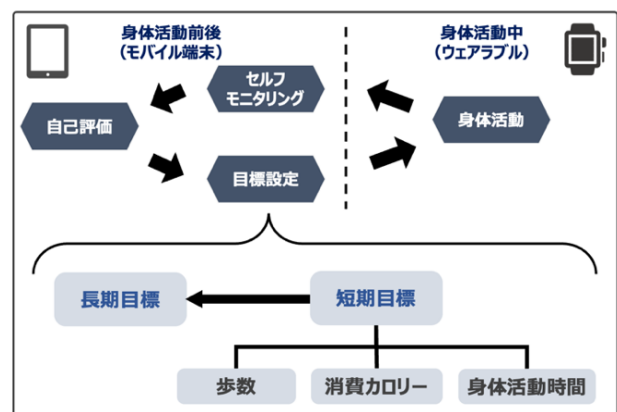 身体活動前後
（モバイル端末）
身体活動中
（ウェアラブル）
セルフ
モニタリング
自己評価
身体活動
目標設定
長期目標
短期目標
歩数
消費カロリー
身体活動時間